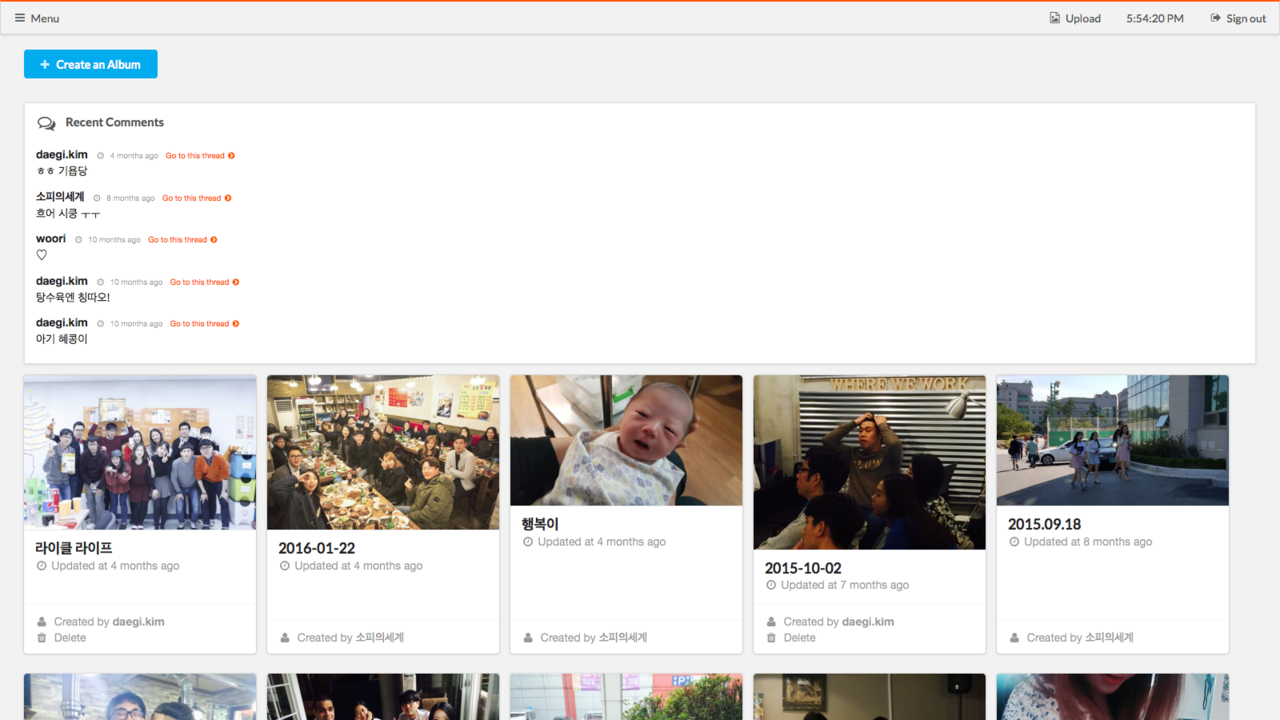 Menu
Upload 5:54:20 PM Sign out
Create an Album
Recent Comments
daegi.kim 4 months ago Go to this thread
ㅎㅎ 기욥당
소피의세계 8 months ago Go to this thread
흐어 시쿵 ㅜㅜ
woori 10 months ago Go to this thread
♡
daegi.kim 10 months ago Go to this thread
탕수육엔 칭따오!
daegi.kim 10 months ago Go to this thread
아기 혜콩이
WHERE WE WORK
라이클 라이프
Updated at 4 months ago
Created by daegi.kim
Delete
2016-01-22
Updated at 4 months ago
Created by 소피의세계
행복이
Updated at 4 months ago
Created by 소피의세계
2015-10-02
Updated at 7 months ago
Created by daegi.kim
Delete
2015.09.18
Updated at 8 months ago
Created by 소피의세계